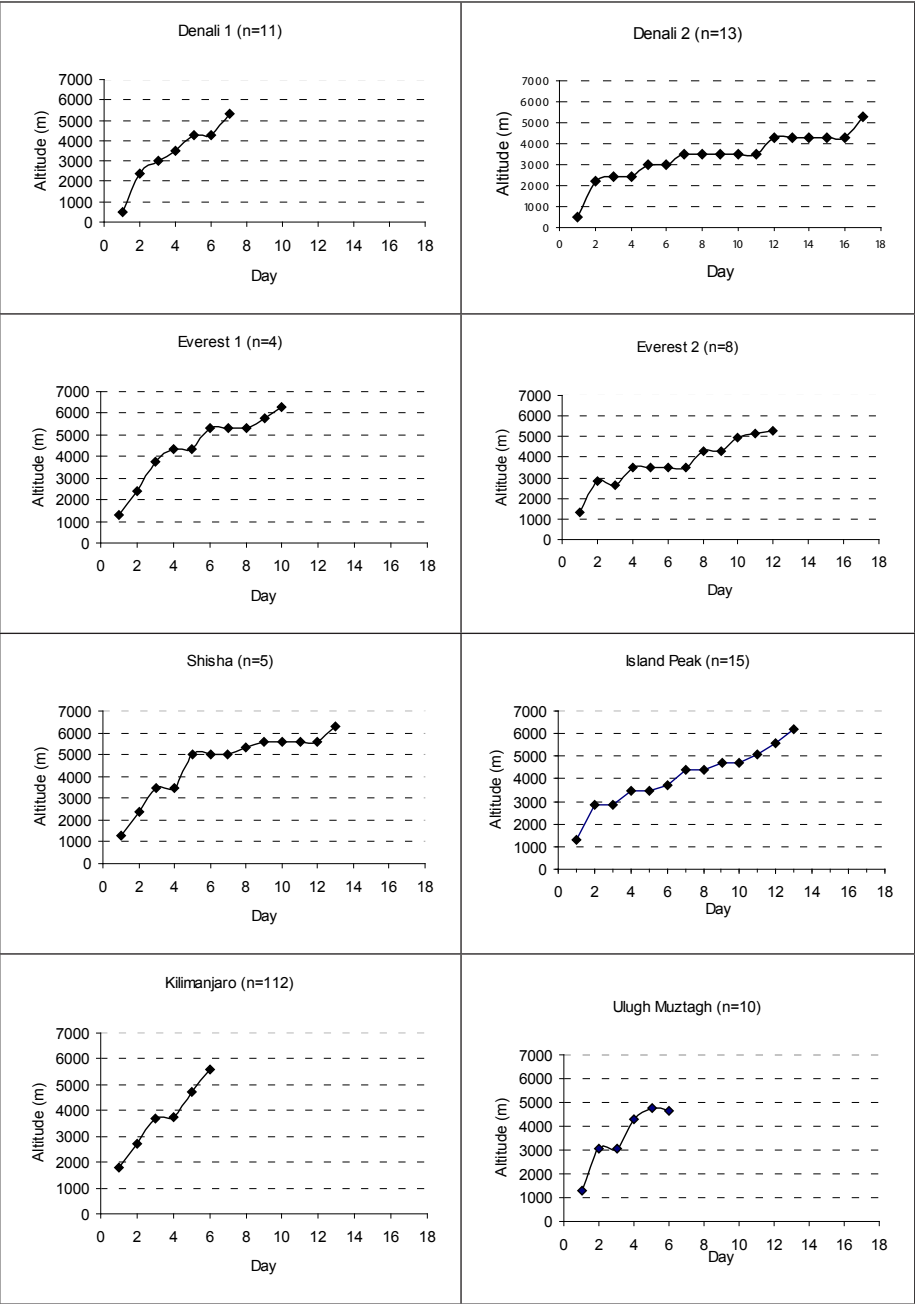 Denali 1 (n=11)
7000
6000
5000
4000
3000
2000
1000
0
Altitude (m)
0 2 4 6 8 10 12 14 16 18
Day
Denali 2 (n=13)
7000
6000
5000
4000
3000
2000
1000
0
Altitude (m)
0 2 4 6 8 10 12 14 16 18
Day
Everest 1 (n=4)
7000
6000
5000
4000
3000
2000
1000
0
Altitude (m)
0 2 4 6 8 10 12 14 16 18
Day
Everest 2 (n=8)
7000
6000
5000
4000
3000
2000
1000
0
Altitude (m)
0 2 4 6 8 10 12 14 16 18
Day
Shisha (n=5)
7000
6000
5000
4000
3000
2000
1000
0
Altitude (m)
0 2 4 6 8 10 12 14 16 18
Day
Island Peak (n=15)
7000
6000
5000
4000
3000
2000
1000
0
Altitude (m)
0 2 4 6 8 10 12 14 16 18
Day
Kilimanjaro (n=112)
7000
6000
5000
4000
3000
2000
1000
0
Altitude (m)
0 2 4 6 8 10 12 14 16 18
Day
Ulugh Muztagh (n=10)
7000
6000
5000
4000
3000
2000
1000
0
Altitude (m)
0 2 4 6 8 10 12 14 16 18
Day